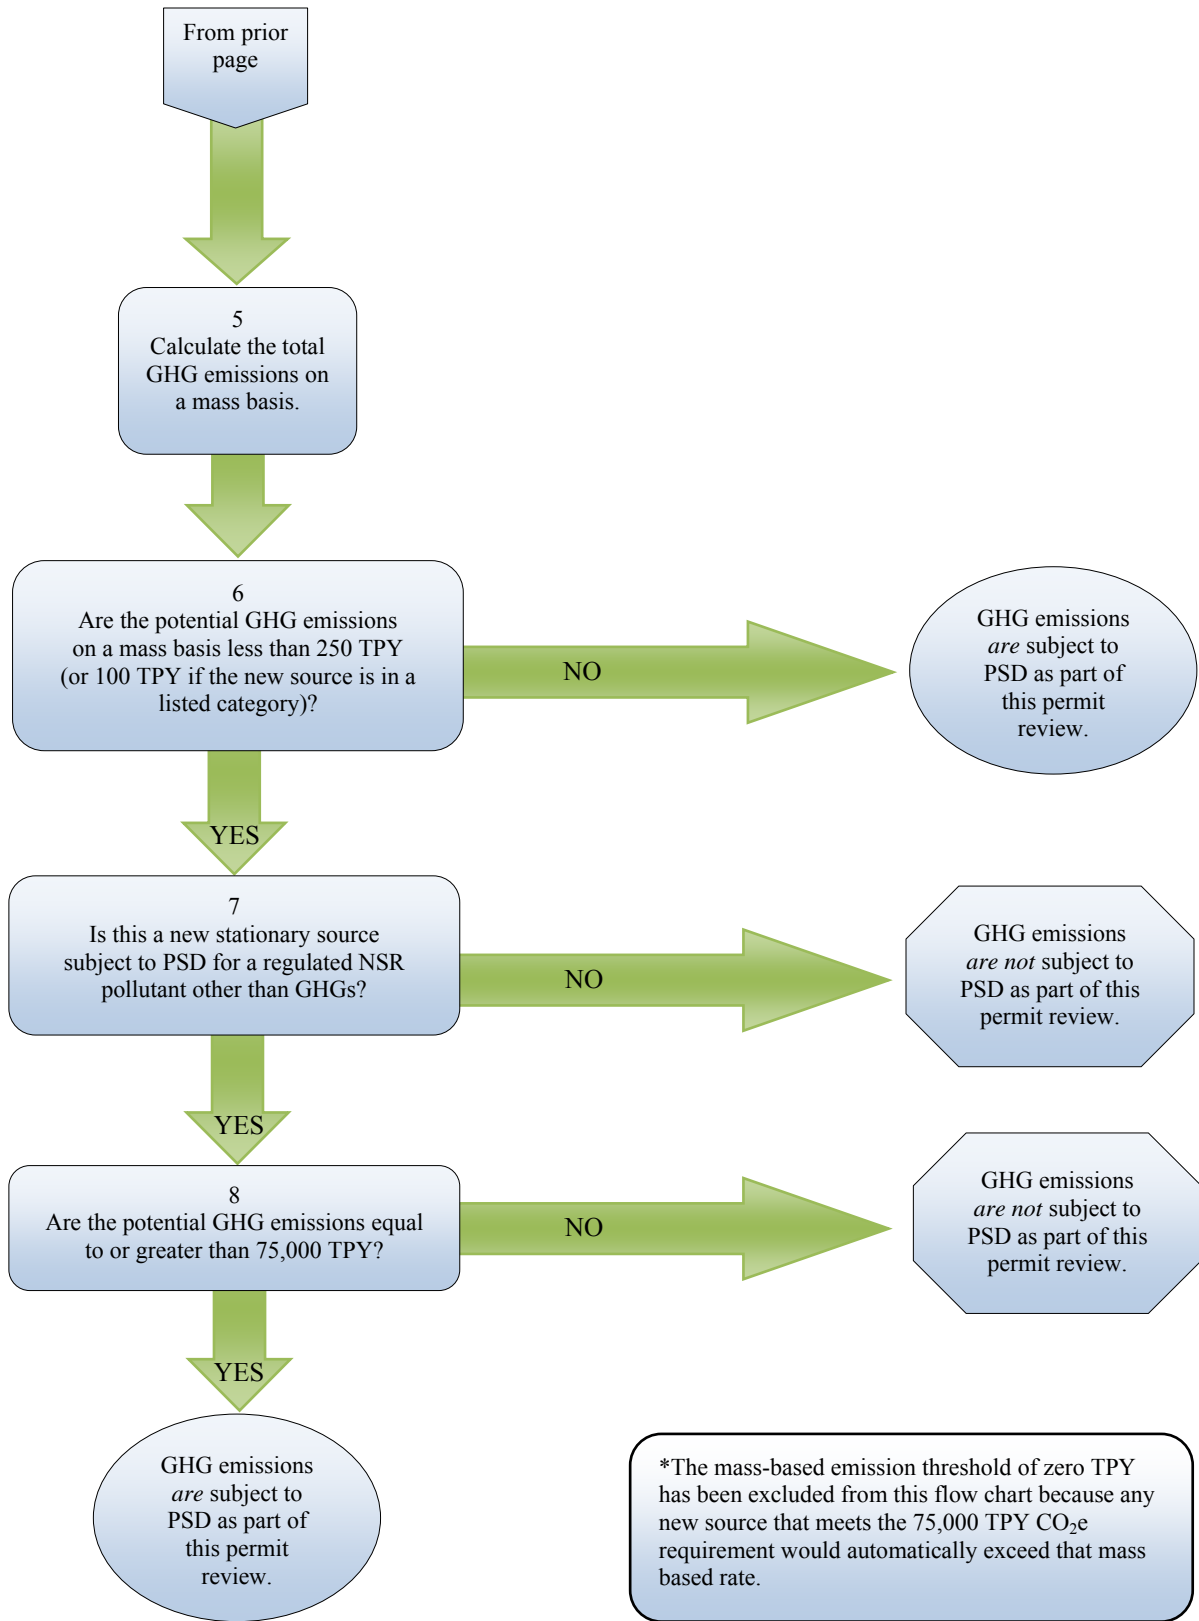 From prior
page
5
Calculate the total
GHG emissions on
a mass basis.
6
Are the potential GHG emissions
on a mass basis less than 250 TPY
(or 100 TPY if the new source is in a
listed category)?
NO
GHG emissions
are subject to
PSD as part of
this permit
review.
YES
7
Is this a new stationary source
subject to PSD for a regulated NSR
pollutant other than GHGs?
NO
GHG emissions
are not subject to
PSD as part of this
permit review.
YES
8
Are the potential GHG emissions equal
to or greater than 75,000 TPY?
NO
GHG emissions
are not subject to
PSD as part of this
permit review.
YES
GHG emissions
are subject to
PSD as part of
this permit
review.
*The mass-based emission threshold of zero TPY
has been excluded from this flow chart because any
new source that meets the 75,000 TPY CO₂e
requirement would automatically exceed that mass
based rate.